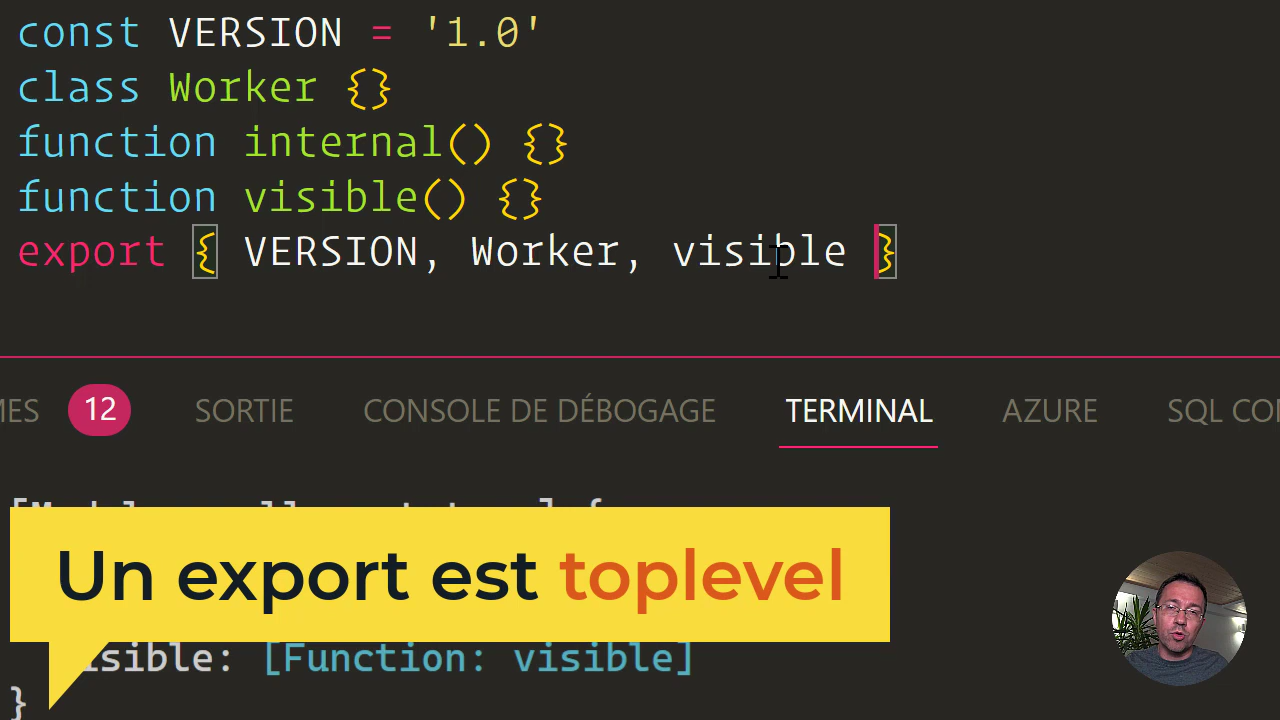 const VERSION = '1.0'
class Worker {}
function internal() {}
function visible() {}
export { VERSION, Worker, visible }
12 SORTIE CONSOLE DE DÉBOGAGE TERMINAL AZURE SQL
Un export est toplevel
isible: [Function: visible]
}